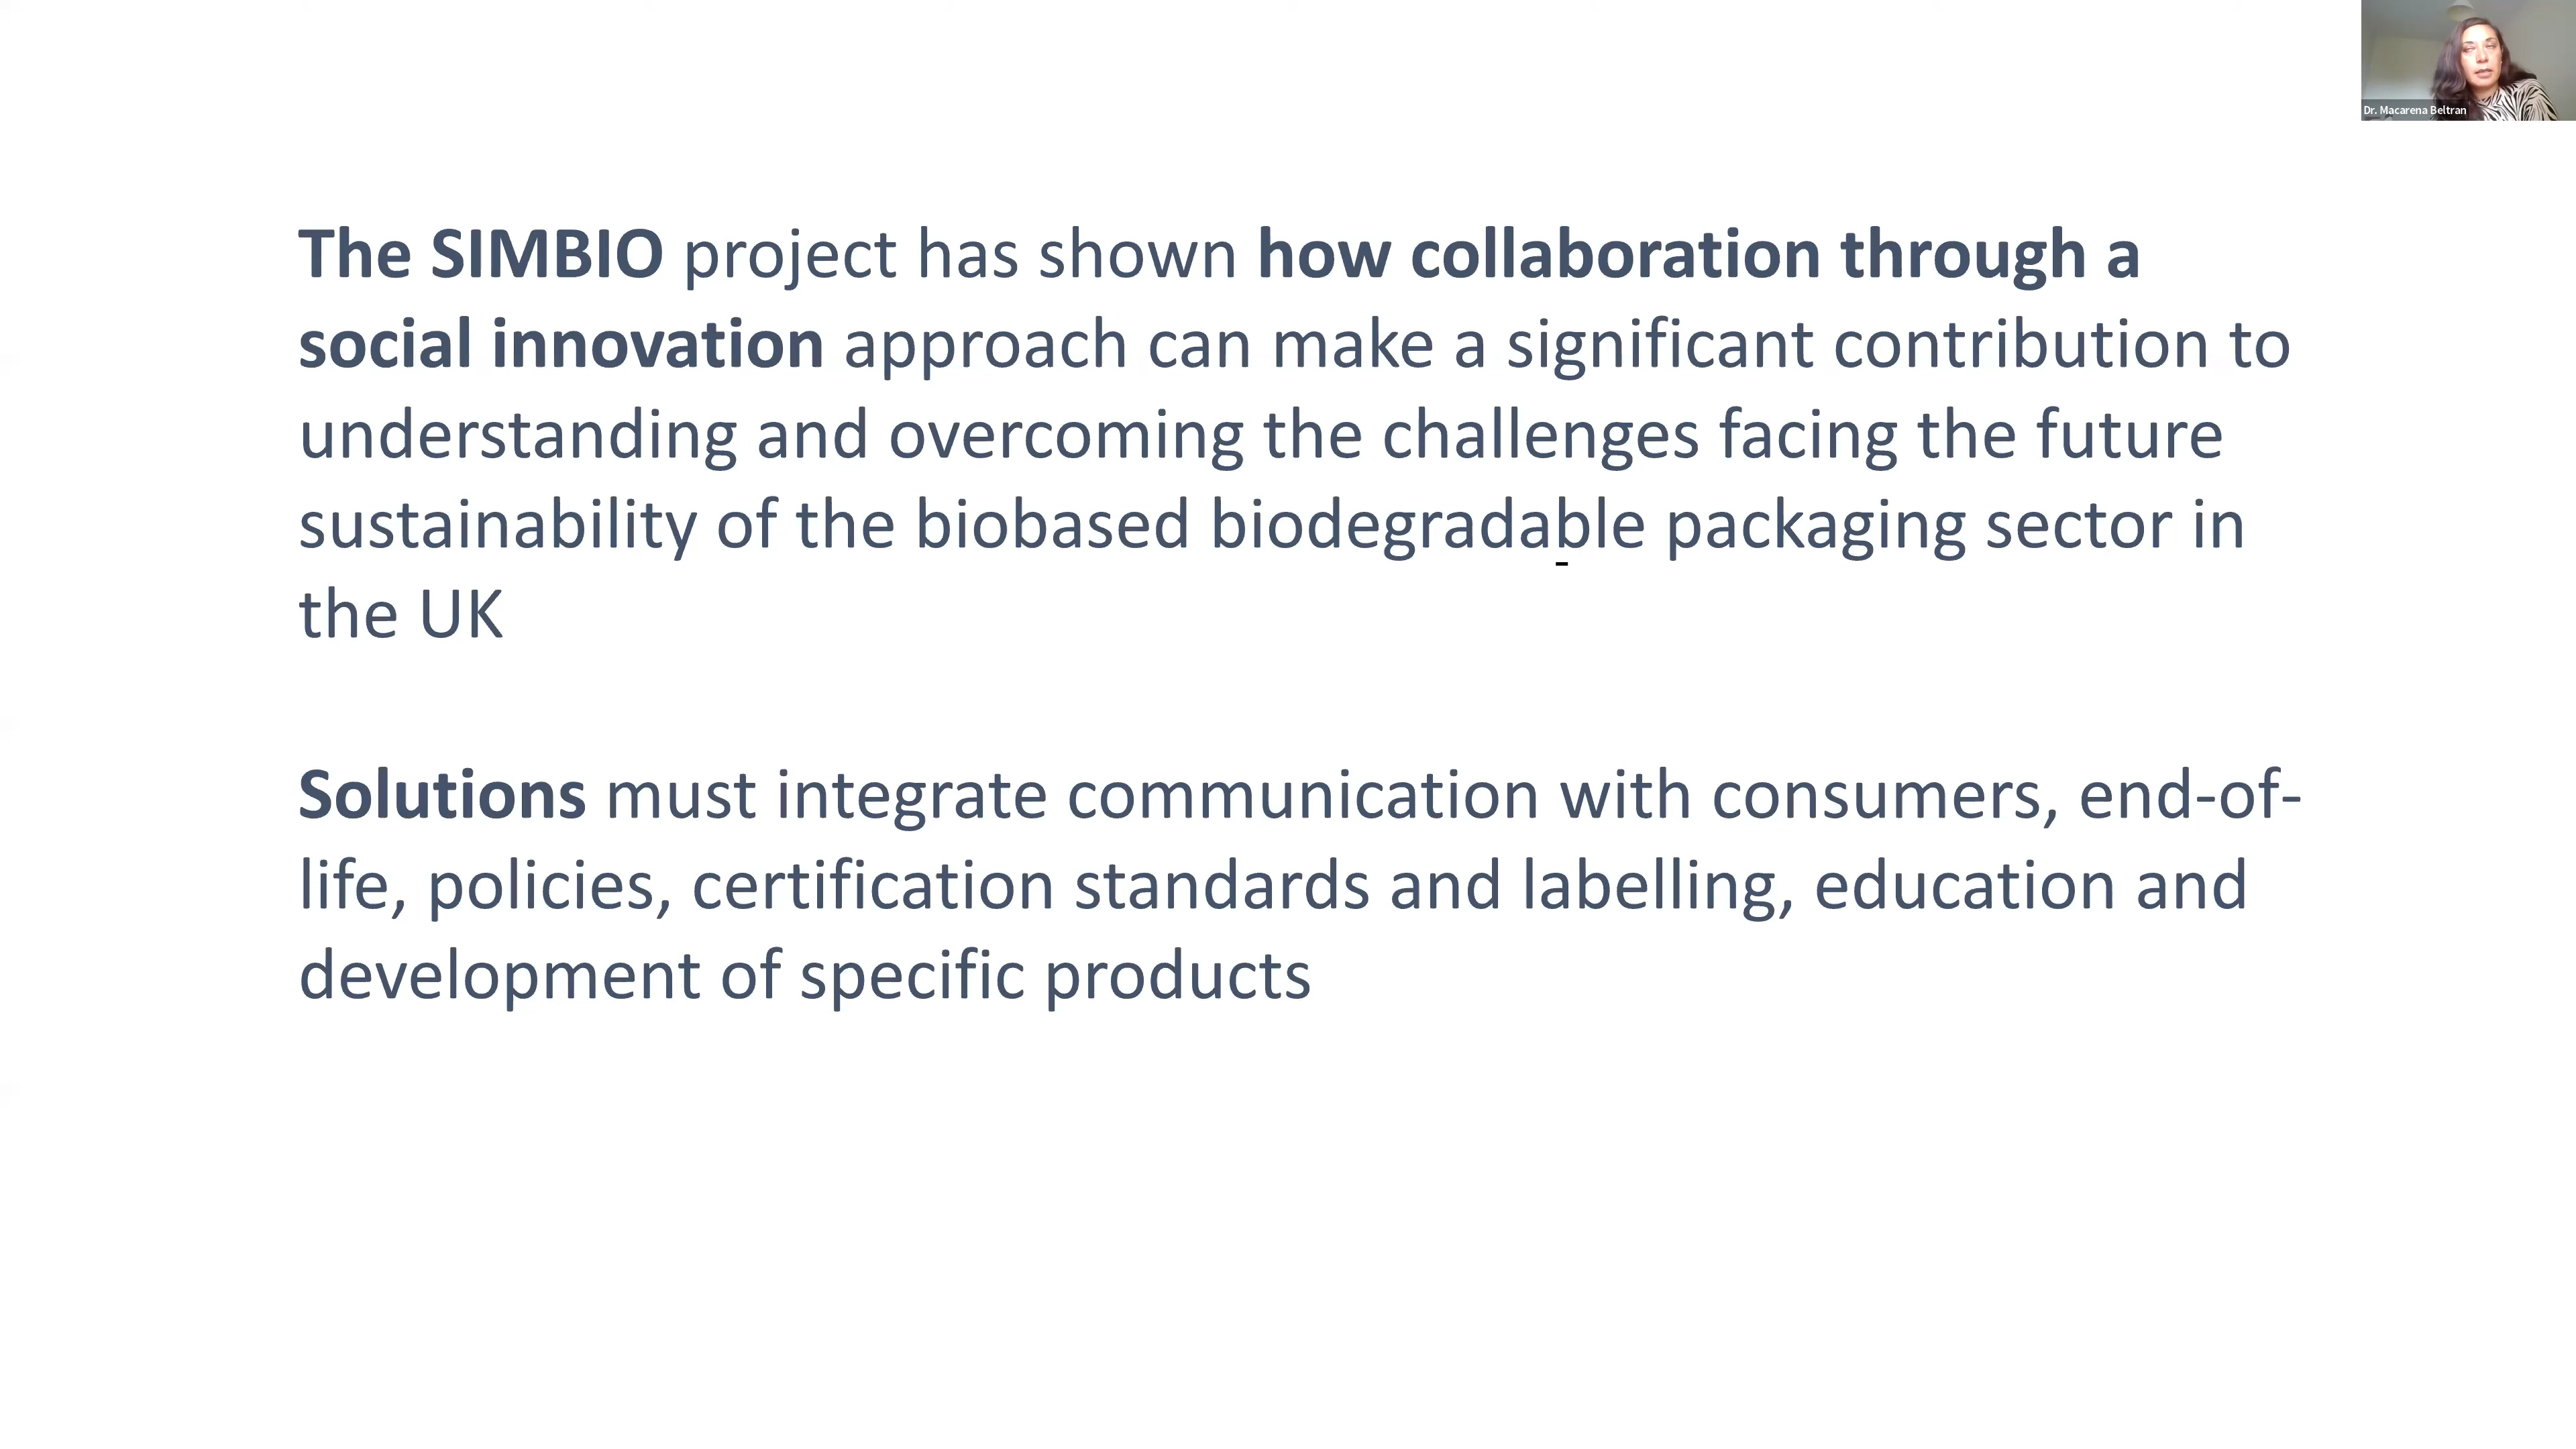 Dr. Macarena Beltran
The SIMBIO project has shown how collaboration through a
social innovation approach can make a significant contribution to
understanding and overcoming the challenges facing the future
sustainability of the biobased biodegradable packaging sector in
the UK
Solutions must integrate communication with consumers, end-of-
life, policies, certification standards and labelling, education and
development of specific products